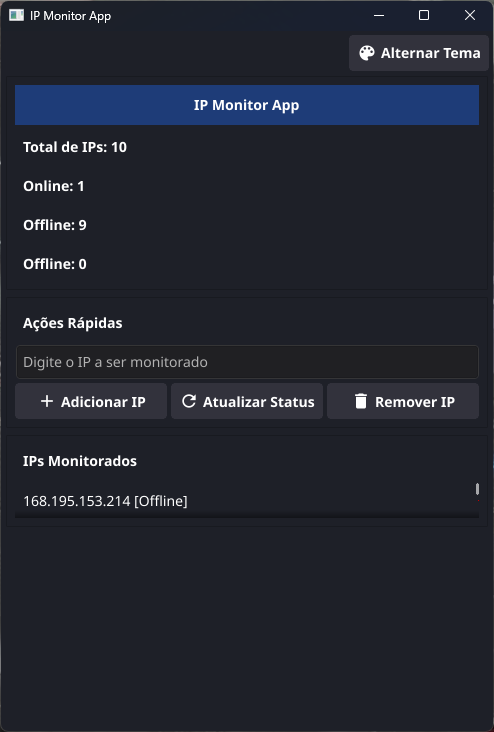 IP Monitor App
Alternar Tema
IP Monitor App
Total de IPs: 10
Online: 1
Offline: 9
Offline: 0
Ações Rápidas
Digite o IP a ser monitorado
Adicionar IP Atualizar Status Remover IP
IPs Monitorados
168.195.153.214 [Offline]